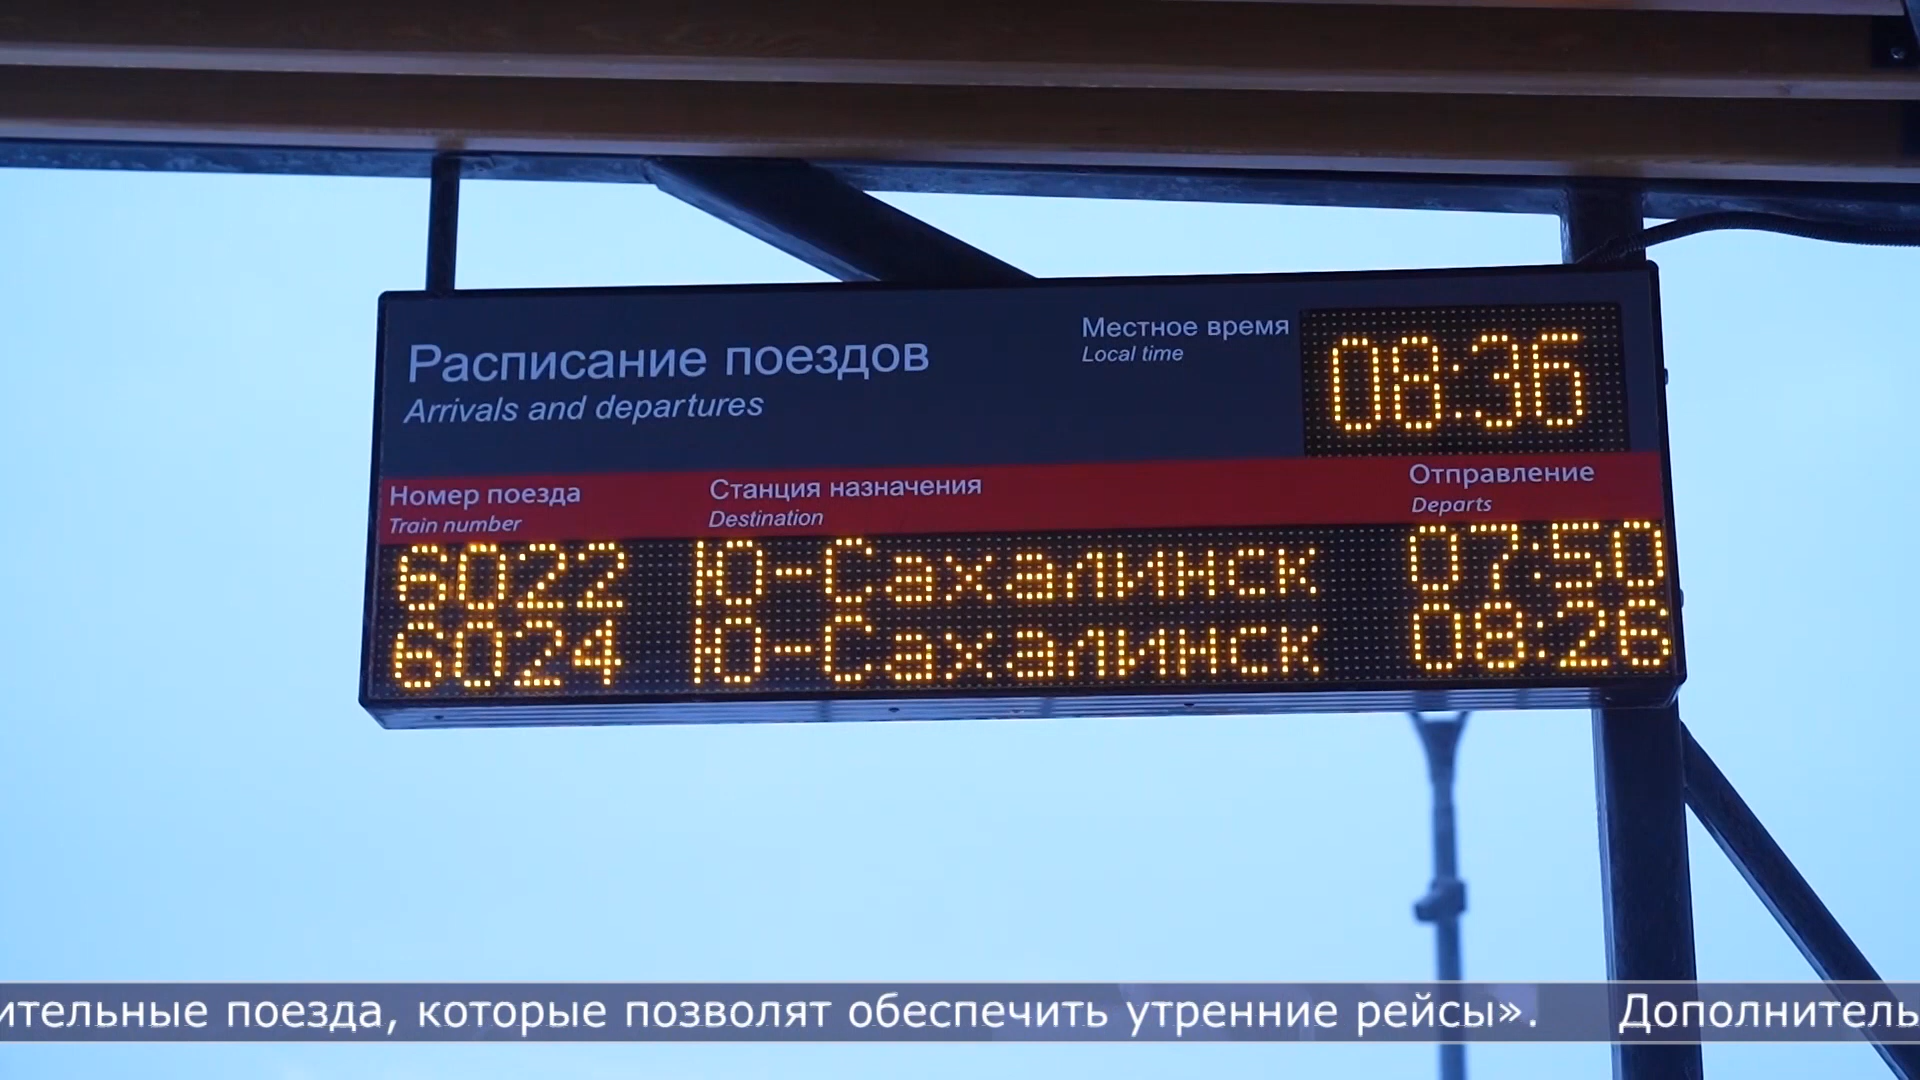 Расписание поездов
Arrivals and departures
Местное время
Local time
08:36
Номер поезда
Train number
Станция назначения
Destination
Отправление
Departs
6022 Ю-Сахалинск 07:50
6024 Ю-Сахалинск 08:26
ительные поезда, которые позволят обеспечить утренние рейсы». Дополнитель